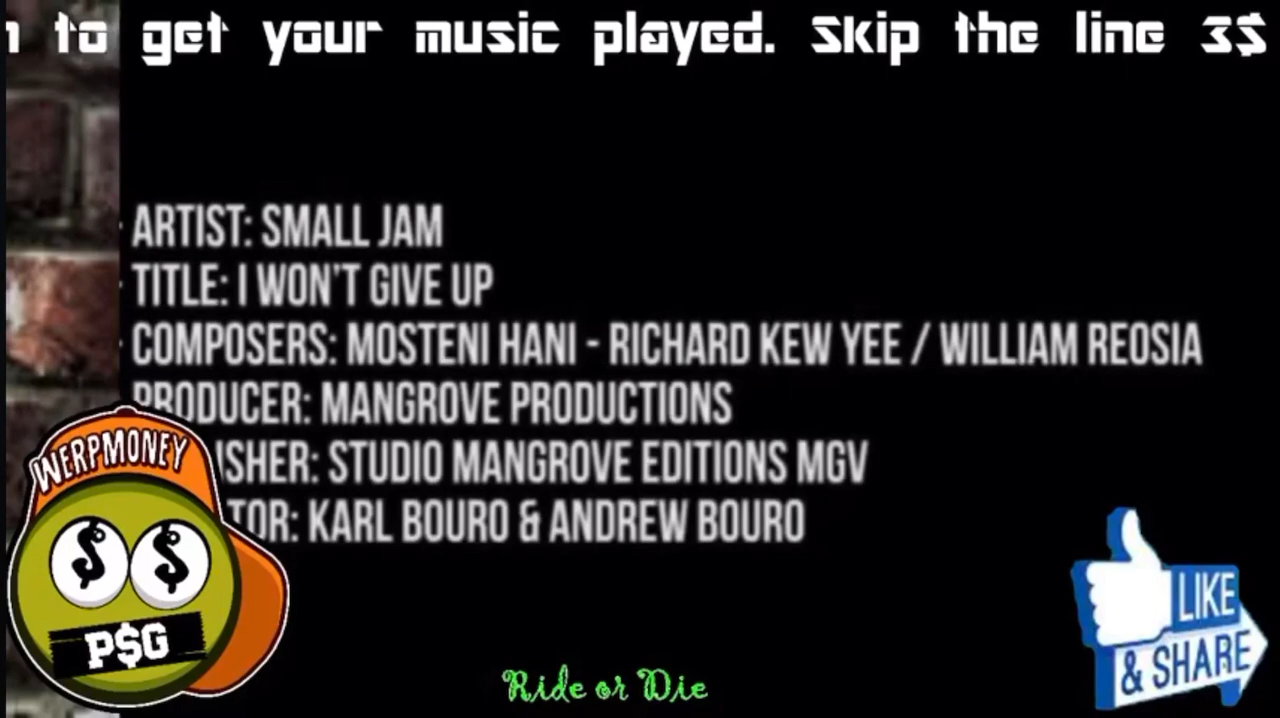 to get your music played. Skip the line 3$
ARTIST: SMALL JAM
TITLE: I WON'T GIVE UP
COMPOSERS: MOSTENI HANI - RICHARD KEW YEE / WILLIAM REOSIA
PRODUCER: MANGROVE PRODUCTIONS
ISHER: STUDIO MANGROVE EDITIONS MGV
TOR: KARL BOURO & ANDREW BOURO
WERPMONEY
P$G
LIKE
& SHARE
Ride or Die